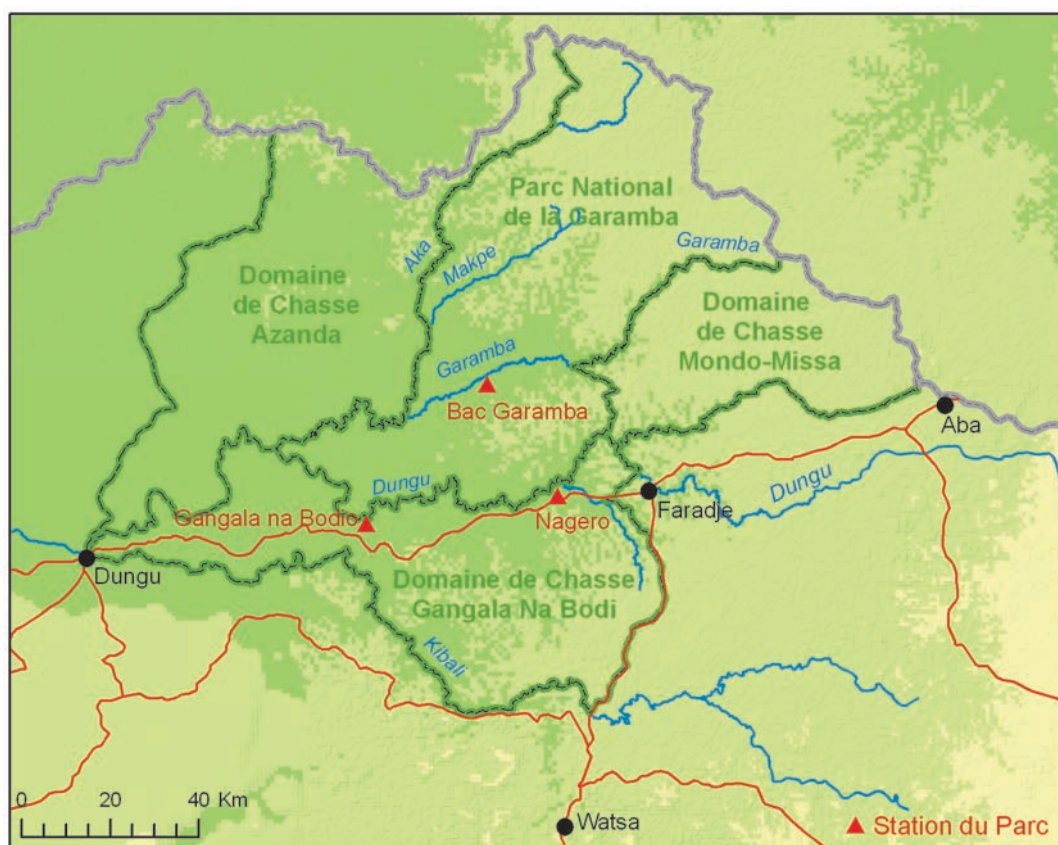 Parc National
de la Garamba
Garamba
Aka
Makpe
Domaine
de Chasse
Azanda
Domaine
de Chasse
Mondo-Missa
Garamba
Bac Garamba
Aba
Dungu
Dungu
Gangala na Bodio
Nagero
Faradje
Dungu
Domaine de Chasse
Gangala Na Bodi
Kibali
0 20 40 Km
Watsa
Station du Parc